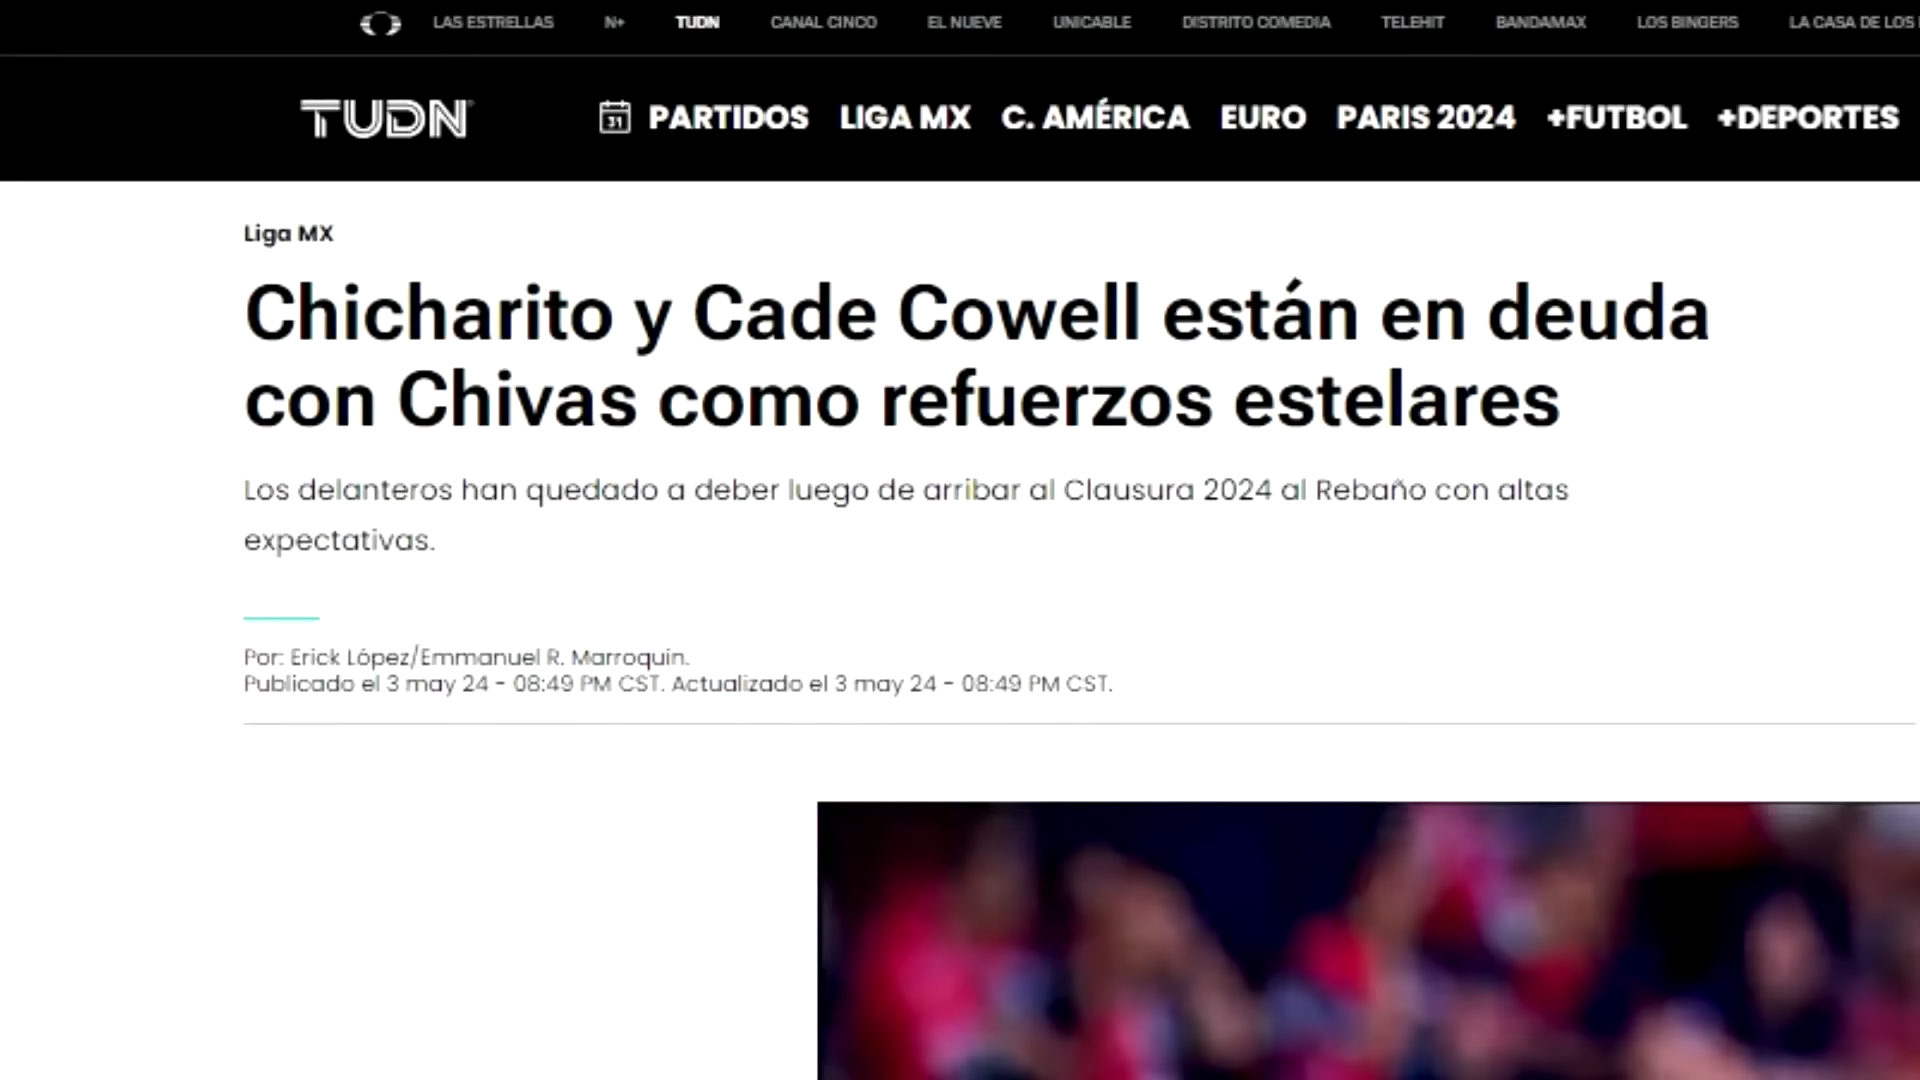 LAS ESTRELLAS N+ TUDN CANAL CINCO EL NUEVE UNICABLE DISTRITO COMEDIA TELEHIT BANDAMAX LOS BINGERS LA CASA DE LOS
TUDN 31 PARTIDOS LIGA MX C. AMÉRICA EURO PARIS 2024 +FUTBOL +DEPORTES
Liga MX
Chicharito y Cade Cowell están en deuda
con Chivas como refuerzos estelares
Los delanteros han quedado a deber luego de arribar al Clausura 2024 al Rebaño con altas
expectativas.
Por: Erick López/Emmanuel R. Marroquín.
Publicado el 3 may 24 - 08:49 PM CST. Actualizado el 3 may 24 - 08:49 PM CST.